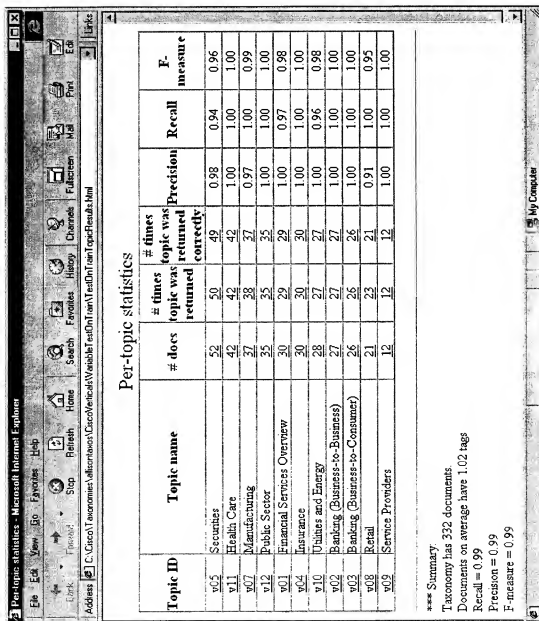 Per-topic statistics - Microsoft Internet Explorer
File Edit View Go Favorites Help
Back Forward Stop Refresh Home Search Favorites History Channels Fullscreen Mail Print Edit
Address C:\Cisco\Taxonomies\allsontavos\CiscoVerticals\VariableTestOnTrain\TestOnTrainTopicResults.html Links
Per-topic statistics
Topic ID Topic name # docs # times topic was returned # times topic was returned correctly Precision Recall F-measure
v05 Securities 52 50 49 0.98 0.94 0.96
v11 Health Care 42 42 42 1.00 1.00 1.00
v07 Manufacturing 37 38 37 0.97 1.00 0.99
v12 Public Sector 35 35 35 1.00 1.00 1.00
v01 Financial Services Overview 30 29 29 1.00 0.97 0.98
v04 Insurance 30 30 30 1.00 1.00 1.00
v10 Utilities and Energy 28 27 27 1.00 0.96 0.98
v02 Banking (Business-to-Business) 27 27 27 1.00 1.00 1.00
v03 Banking (Business-to-Consumer) 26 26 26 1.00 1.00 1.00
v08 Retail 21 23 21 0.91 1.00 0.95
v09 Service Providers 12 12 12 1.00 1.00 1.00
*** Summary:
Taxonomy has 332 documents.
Documents on average have 1.02 tags
Recall = 0.99
Precision = 0.99
F-measure = 0.99
My Computer